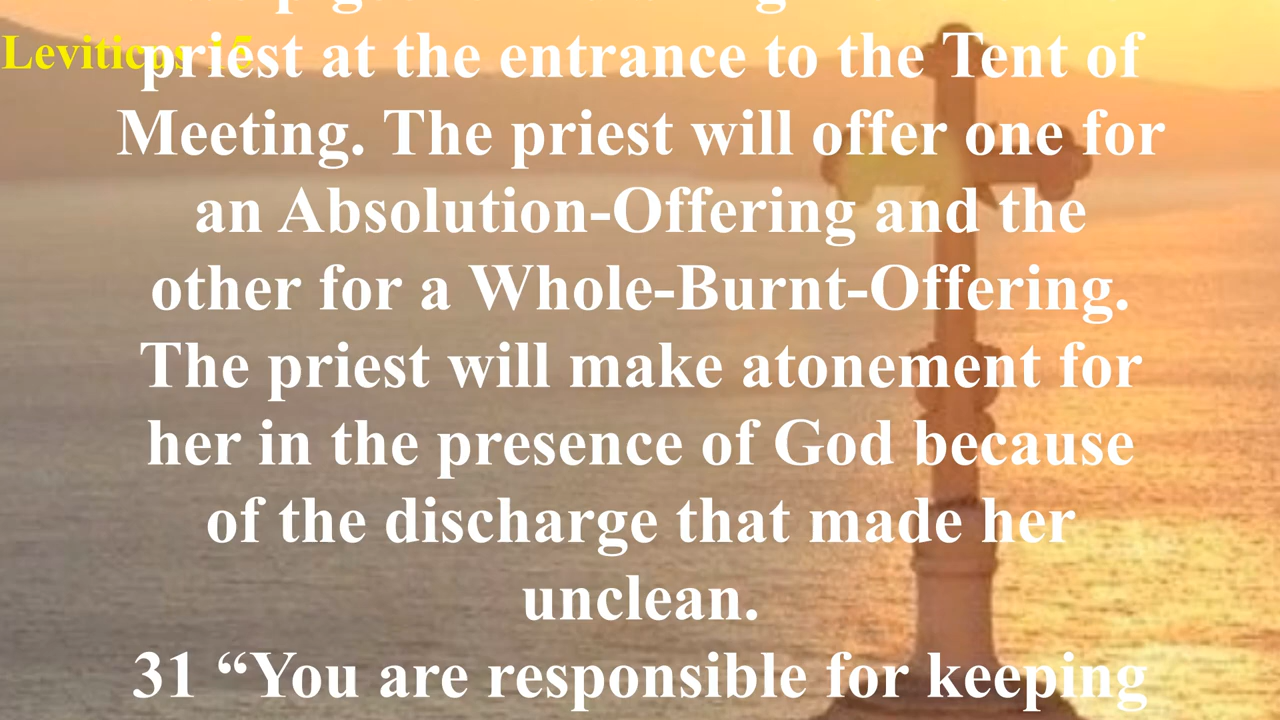 Leviticus 15
priest at the entrance to the Tent of
Meeting. The priest will offer one for
an Absolution-Offering and the
other for a Whole-Burnt-Offering.
The priest will make atonement for
her in the presence of God because
of the discharge that made her
unclean.
31 “You are responsible for keeping